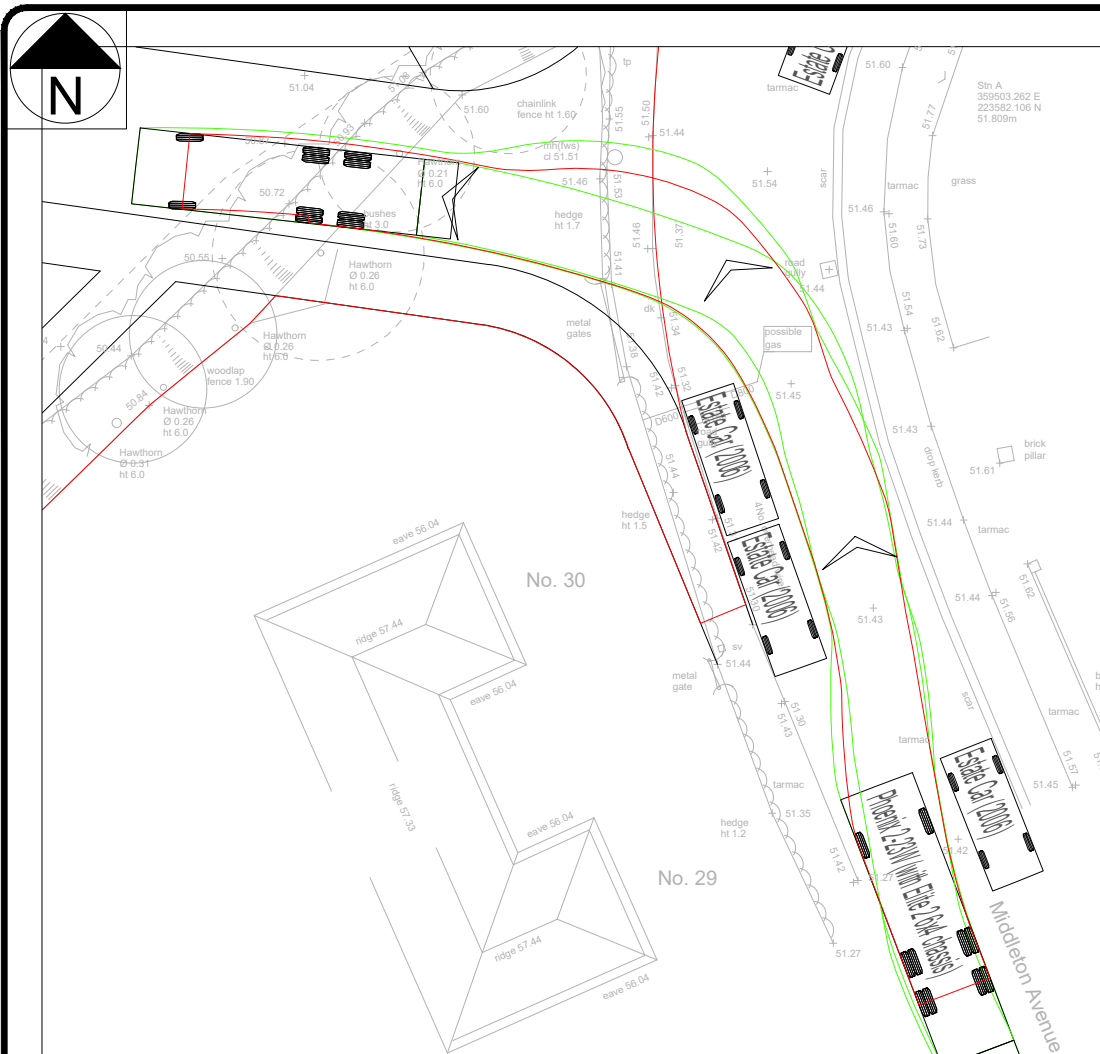 N
Estate C
tarmac
51.60
Stn A
359503.262 E
223582.106 N
51.809m
tp
51.04
51.06
51.60
chainlink
fence ht 1.60
51.55
51.50
51.44
51.77
50.93
mh(fws)
cl 51.51
Ø 0.21
ht 6.0
51.46
51.53
51.54
scar
tarmac
grass
50.72
bushes
ht 3.0
hedge
ht 1.7
51.46
51.37
51.46
51.60
51.73
50.55
Hawthorn
Ø 0.26
ht 6.0
51.41
road
gully
51.44
dk
51.34
51.54
51.62
metal
gates
possible
gas
51.43
50.44
Hawthorn
Ø 0.26
ht 6.0
woodlap
fence 1.90
51.38
51.42
51.32
51.45
50.84
Hawthorn
Ø 0.26
ht 6.0
Hawthorn
Ø 0.31
ht 6.0
D600
Estate Car (2006)
51.43
drop kerb
brick
pillar
51.61
51.44
hedge
ht 1.5
51.42
51.44
tarmac
eave 56.04
No. 30
Estate Car (2006)
51.62
51.44
51.56
51.43
ridge 57.44
sv
51.44
metal
gate
eave 56.04
scar
51.30
51.43
tarmac
tarmac
Estate Car (2006)
51.45
51.57
tarmac
51.35
ridge 57.33
hedge
ht 1.2
eave 56.04
Phoenix 2-23W (with Elite 2 6x4 chassis)
51.42
51.42
51.27
No. 29
Middleton Avenue
51.27
ridge 57.44
eave 56.04